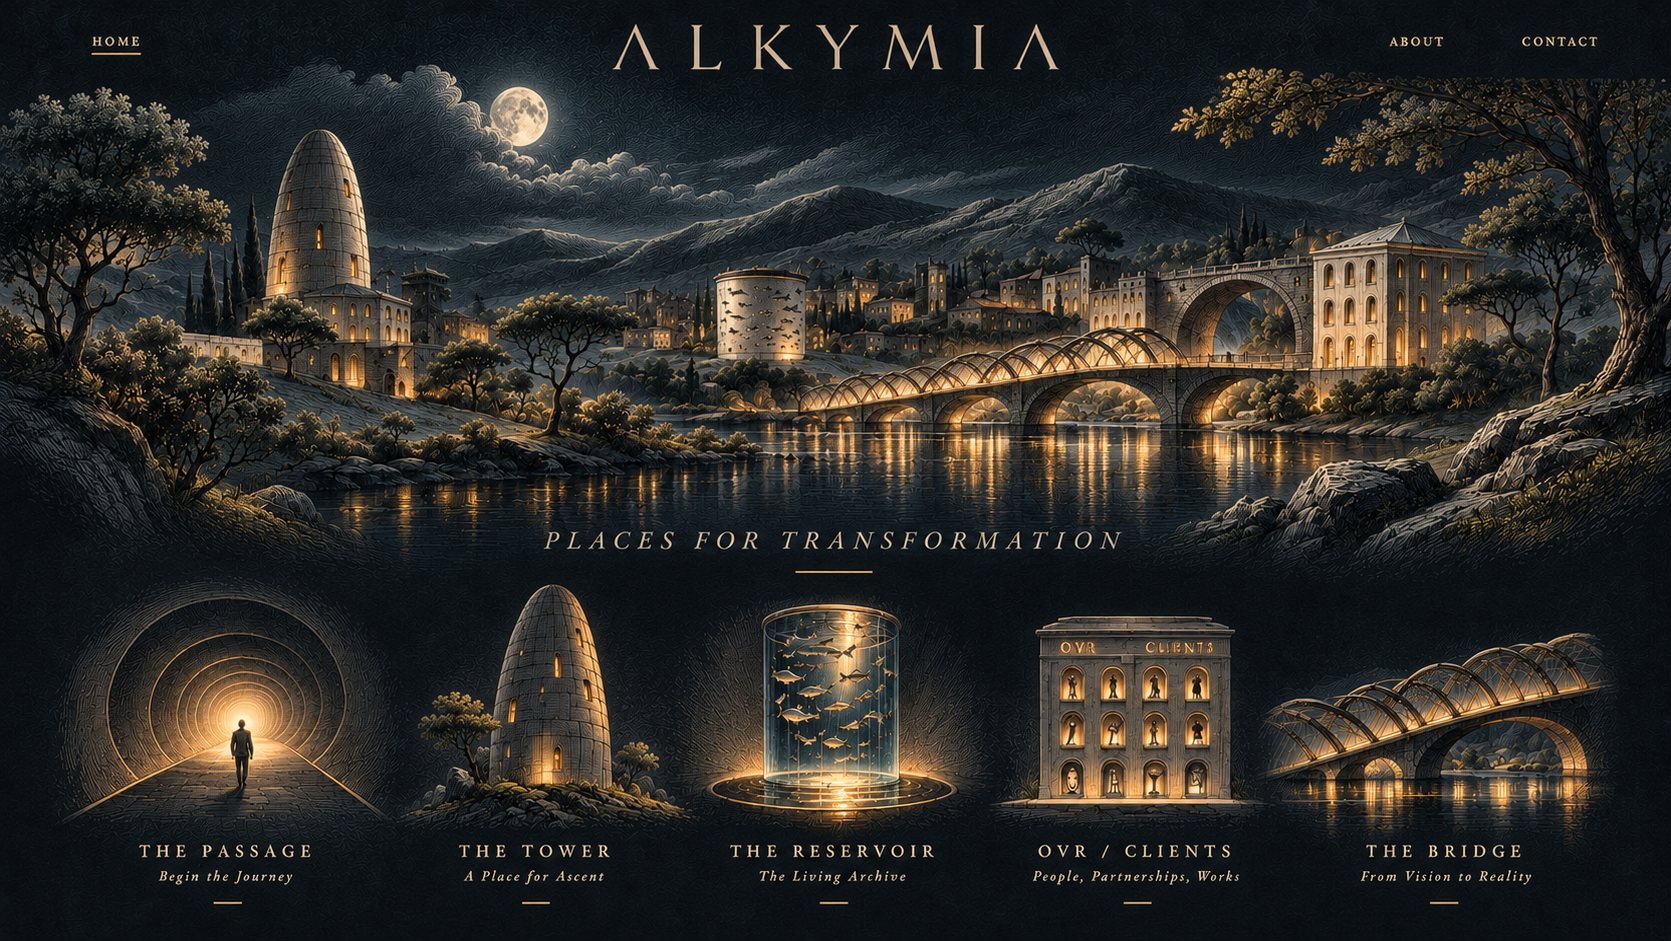 HOME
ALKYMIA
ABOUT
CONTACT
PLACES FOR TRANSFORMATION
OVR CLIENTS
THE PASSAGE
Begin the Journey
THE TOWER
A Place for Ascent
THE RESERVOIR
The Living Archive
OVR / CLIENTS
People, Partnerships, Works
THE BRIDGE
From Vision to Reality